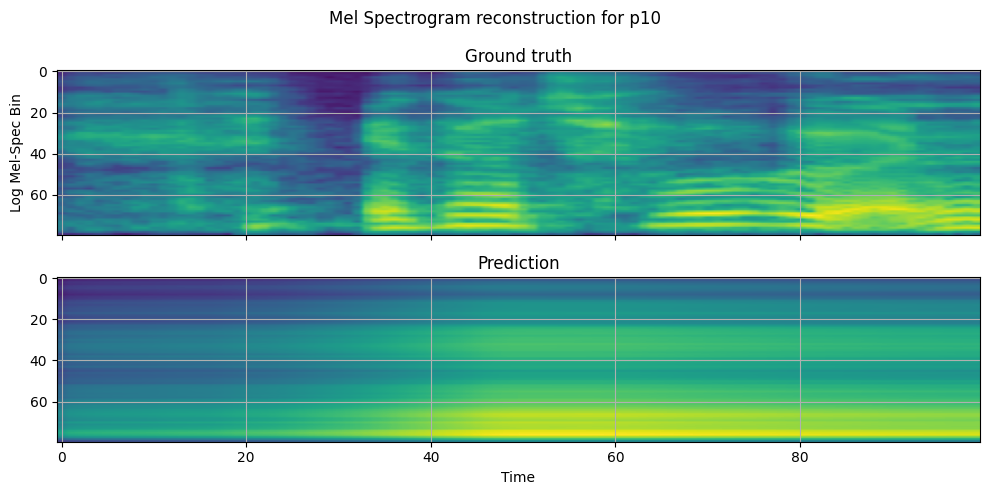 Mel Spectrogram reconstruction for p10
Ground truth
0
20
40
60
Log Mel-Spec Bin
Prediction
0
20
40
60
0 20 40 60 80
Time